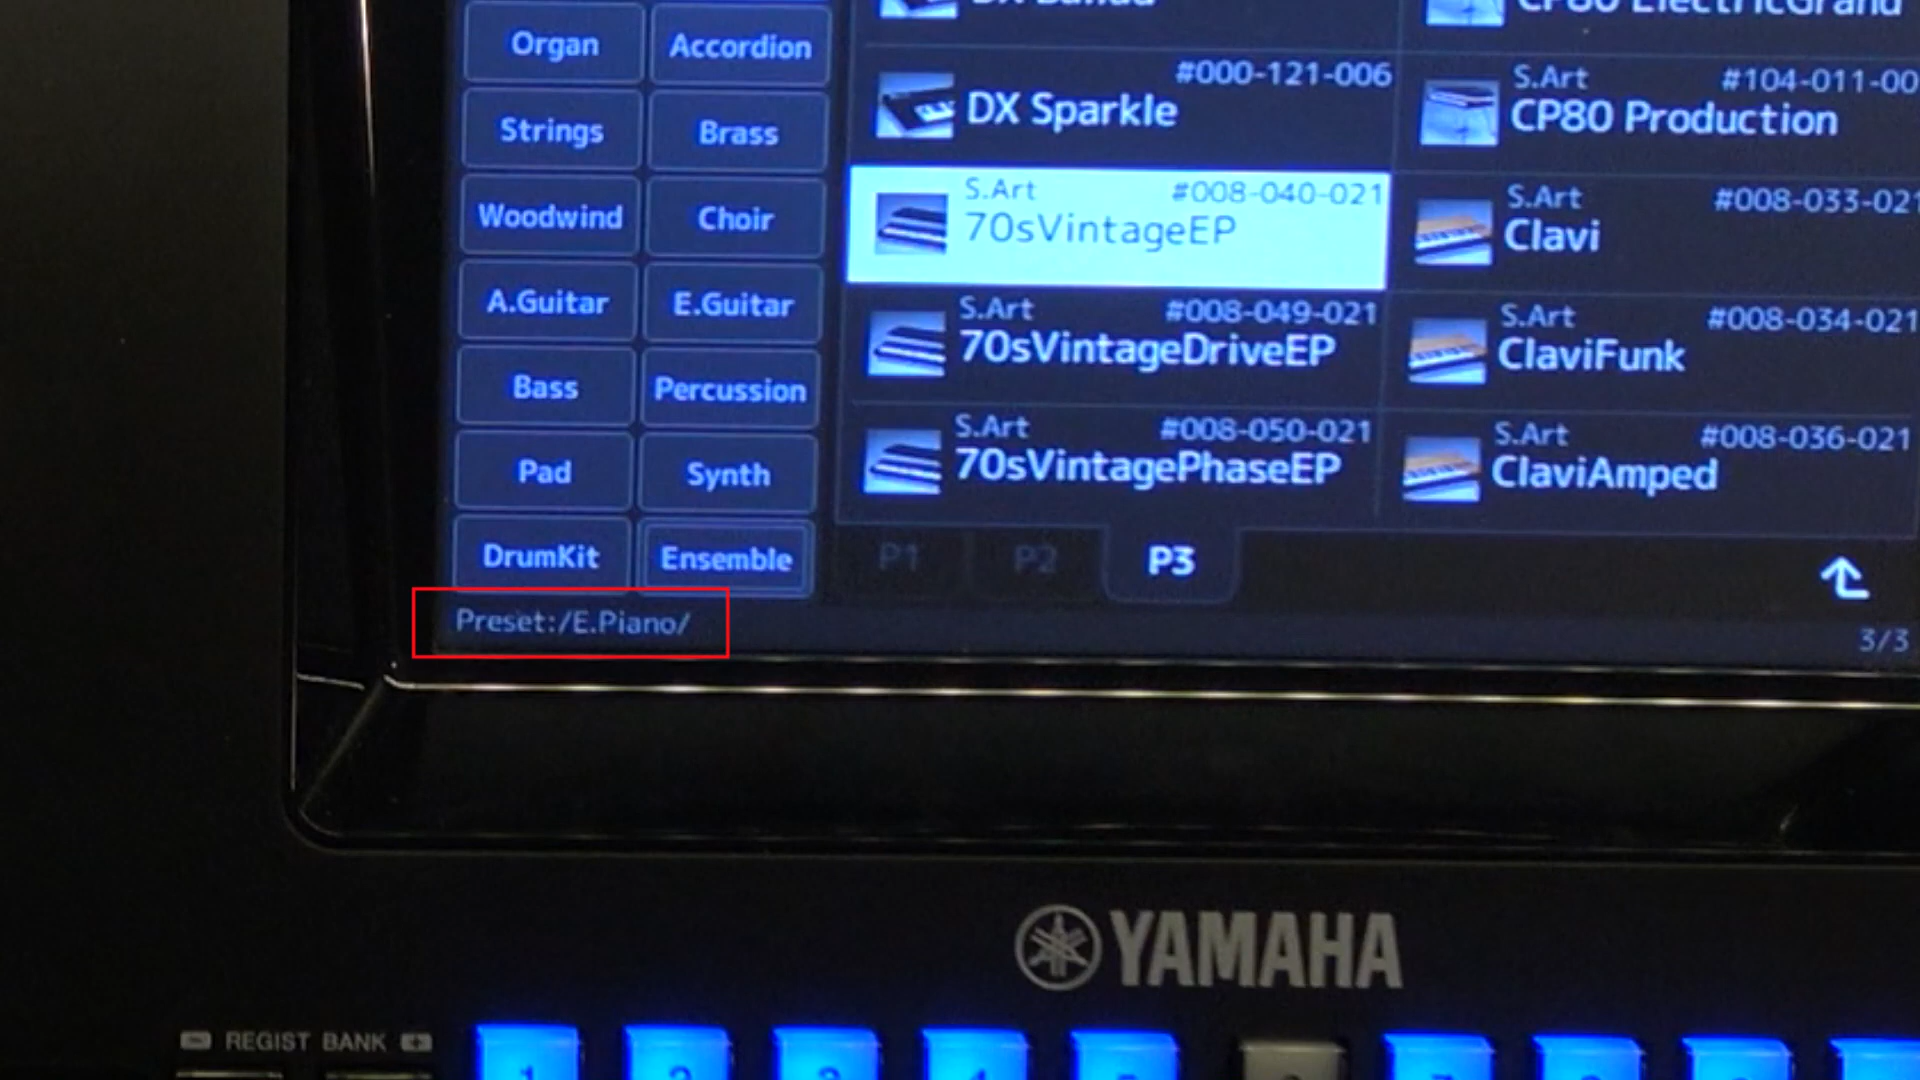 Organ Accordion
Strings Brass
Woodwind Choir
A.Guitar E.Guitar
Bass Percussion
Pad Synth
DrumKit Ensemble
Preset:/E.Piano/
#000-121-006
DX Sparkle
S.Art #008-040-021
70sVintageEP
S.Art #008-049-021
70sVintageDriveEP
S.Art #008-050-021
70sVintagePhaseEP
S.Art #104-011-00
CP80 Production
S.Art #008-033-021
Clavi
S.Art #008-034-021
ClaviFunk
S.Art #008-036-021
ClaviAmped
P1 P2 P3
3/3
YAMAHA
- REGIST BANK +